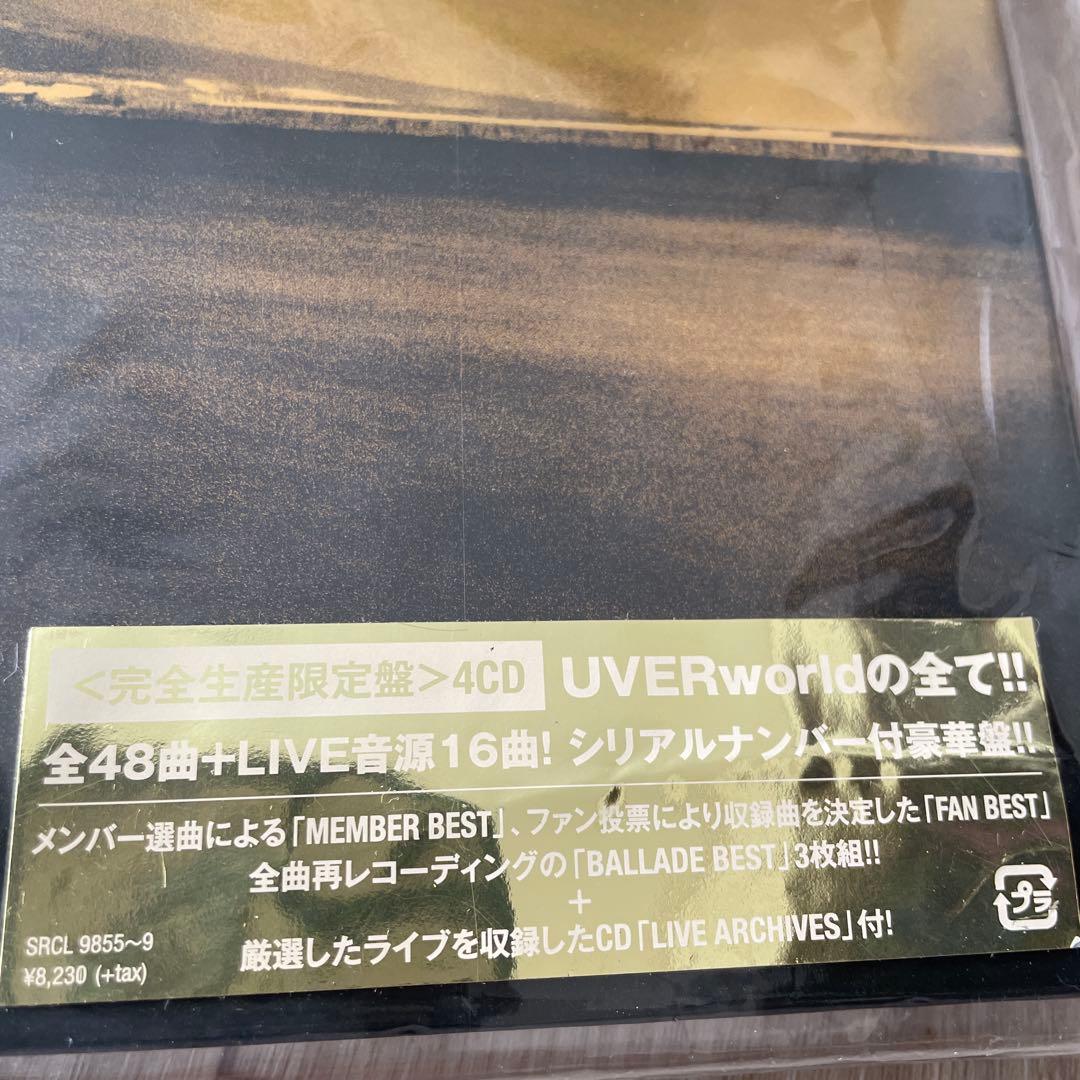 <完全生産限定盤>4CD UVERworldの全て!!
全48曲+LIVE音源16曲! シリアルナンバー付豪華盤!!
メンバー選曲による「MEMBER BEST」、ファン投票により収録曲を決定した「FAN BEST」
全曲再レコーディングの「BALLADE BEST」3枚組!!
+
厳選したライブを収録したCD「LIVE ARCHIVES」付!
SRCL 9855~9
¥8,230 (+tax)
プラ